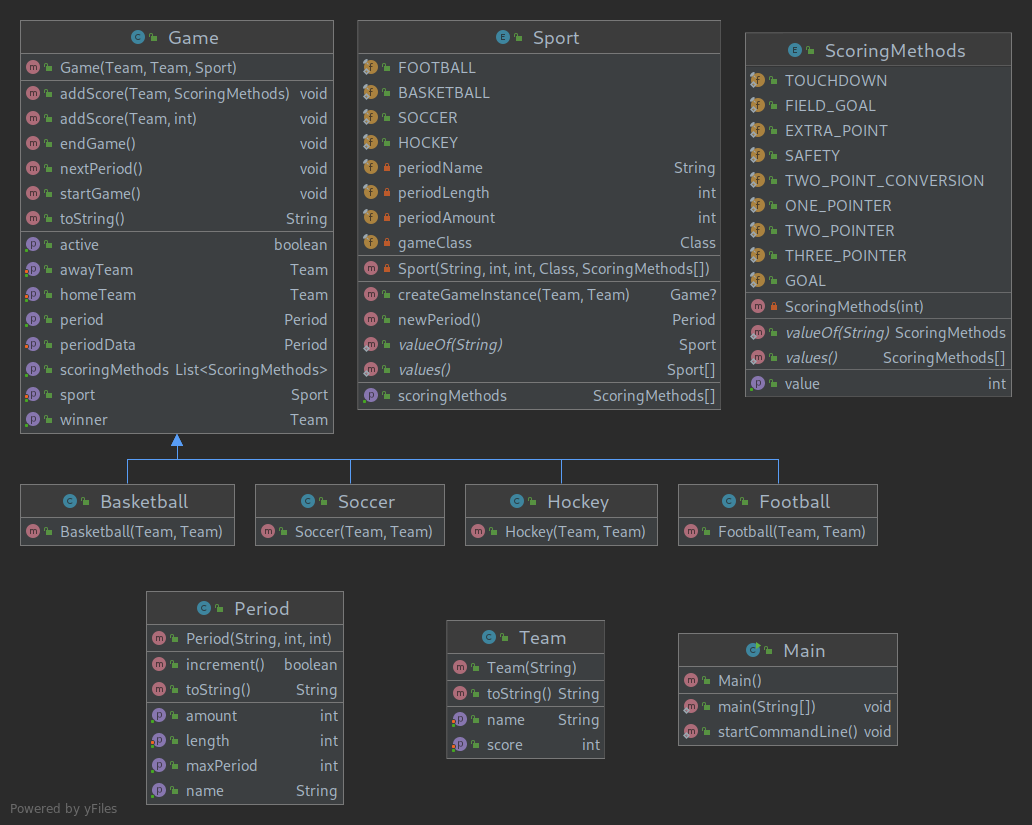 Game
Game(Team, Team, Sport)
addScore(Team, ScoringMethods) void
addScore(Team, int) void
endGame() void
nextPeriod() void
startGame() void
toString() String
active boolean
awayTeam Team
homeTeam Team
period Period
periodData Period
scoringMethods List<ScoringMethods>
sport Sport
winner Team
Sport
FOOTBALL
BASKETBALL
SOCCER
HOCKEY
periodName String
periodLength int
periodAmount int
gameClass Class
Sport(String, int, int, Class, ScoringMethods[])
createGameInstance(Team, Team) Game?
newPeriod() Period
valueOf(String) Sport
values() Sport[]
scoringMethods ScoringMethods[]
ScoringMethods
TOUCHDOWN
FIELD_GOAL
EXTRA_POINT
SAFETY
TWO_POINT_CONVERSION
ONE_POINTER
TWO_POINTER
THREE_POINTER
GOAL
ScoringMethods(int)
valueOf(String) ScoringMethods
values() ScoringMethods[]
value int
Basketball
Basketball(Team, Team)
Soccer
Soccer(Team, Team)
Hockey
Hockey(Team, Team)
Football
Football(Team, Team)
Period
Period(String, int, int)
increment() boolean
toString() String
amount int
length int
maxPeriod int
name String
Team
Team(String)
toString() String
name String
score int
Main
Main()
main(String[]) void
startCommandLine() void
Powered by yFiles